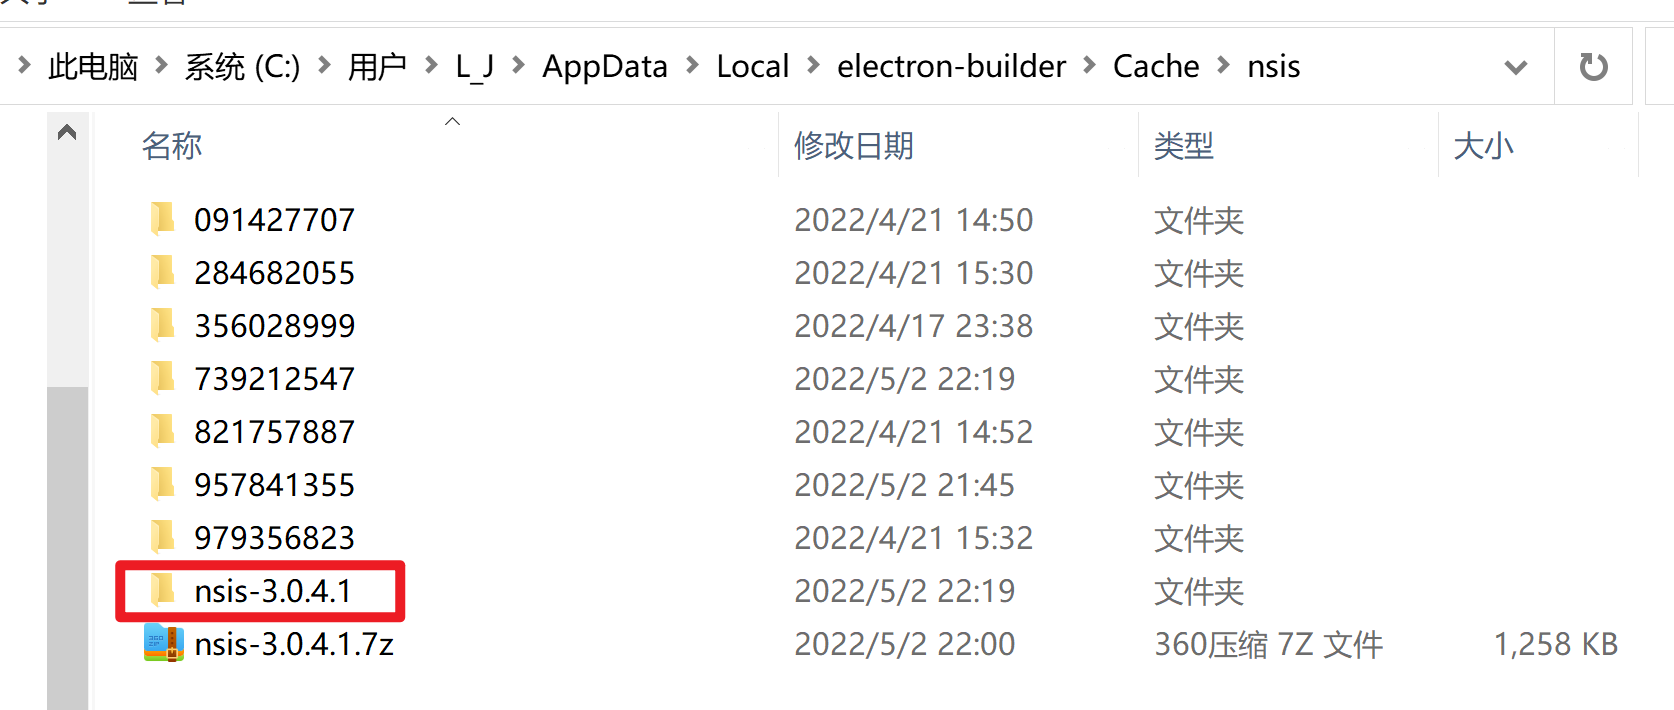 此电脑 系统 (C:) 用户 L_J AppData Local electron-builder Cache nsis
名称 修改日期 类型 大小
091427707 2022/4/21 14:50 文件夹
284682055 2022/4/21 15:30 文件夹
356028999 2022/4/17 23:38 文件夹
739212547 2022/5/2 22:19 文件夹
821757887 2022/4/21 14:52 文件夹
957841355 2022/5/2 21:45 文件夹
979356823 2022/4/21 15:32 文件夹
nsis-3.0.4.1 2022/5/2 22:19 文件夹
nsis-3.0.4.1.7z 2022/5/2 22:00 360压缩 7Z 文件 1,258 KB